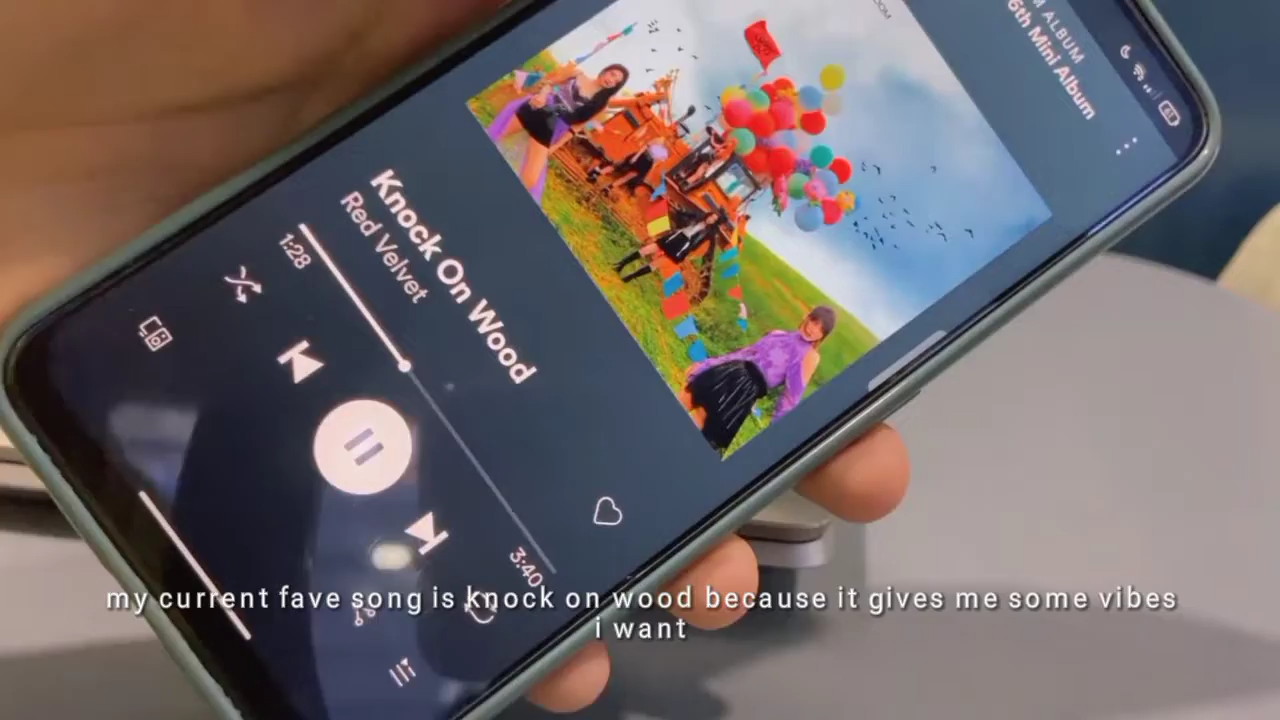 M ALBUM
6th Mini Album
Knock On Wood
Red Velvet
1:28
3:40
my current fave song is knock on wood because it gives me some vibes
i want